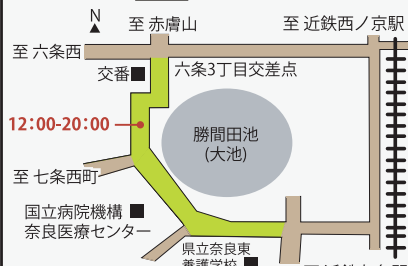 N
至 赤膚山
至 近鉄西ノ京駅
至 六条西
交番
六条3丁目交差点
12:00-20:00
勝間田池
(大池)
至 七条西町
国立病院機構
奈良医療センター
県立奈良東
養護学校